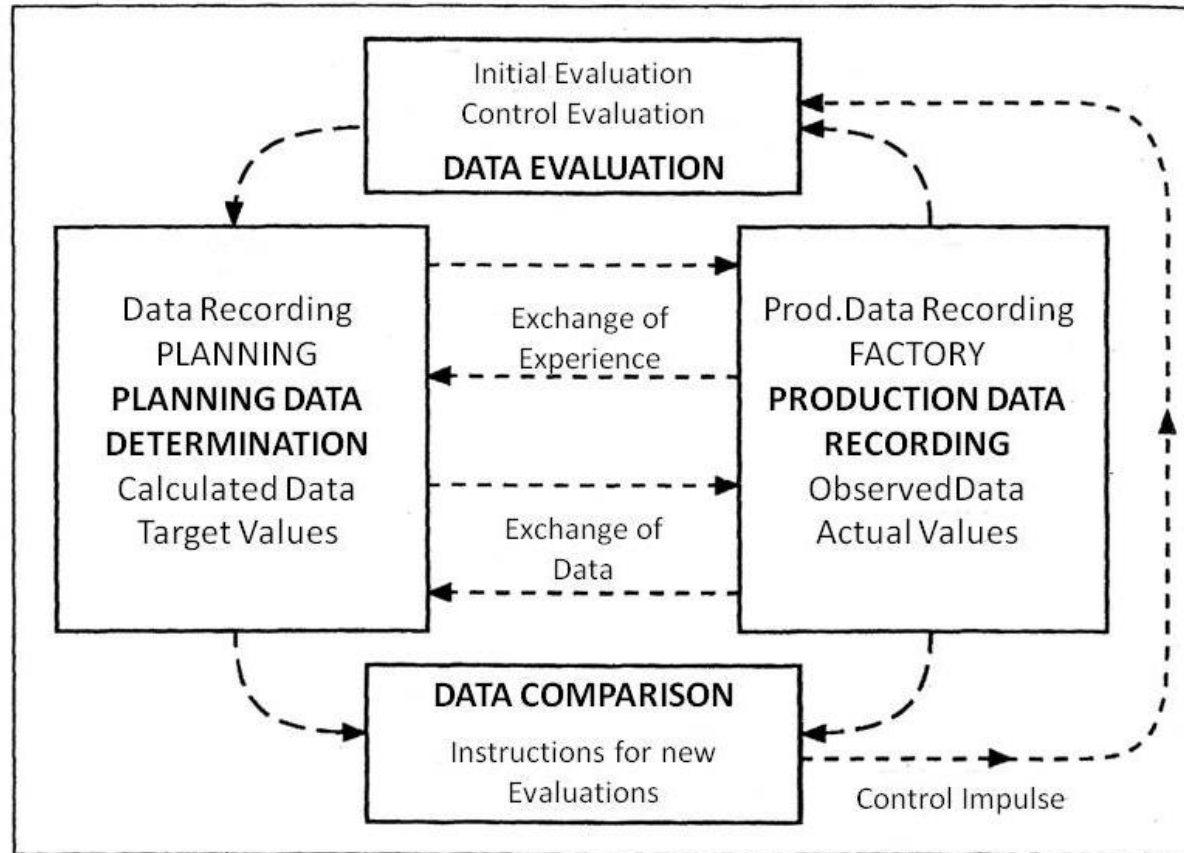 Initial Evaluation
Control Evaluation
DATA EVALUATION
Data Recording
PLANNING
PLANNING DATA
DETERMINATION
Calculated Data
Target Values
Exchange of
Experience
Exchange of
Data
Prod.Data Recording
FACTORY
PRODUCTION DATA
RECORDING
ObservedData
Actual Values
DATA COMPARISON
Instructions for new
Evaluations
Control Impulse